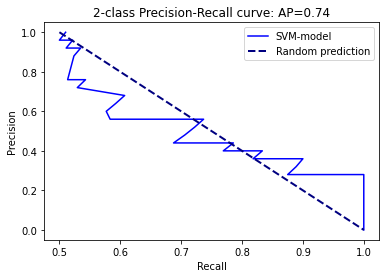 2-class Precision-Recall curve: AP=0.74
SVM-model
Random prediction
Precision
1.0
0.8
0.6
0.4
0.2
0.0
0.5 0.6 0.7 0.8 0.9 1.0
Recall